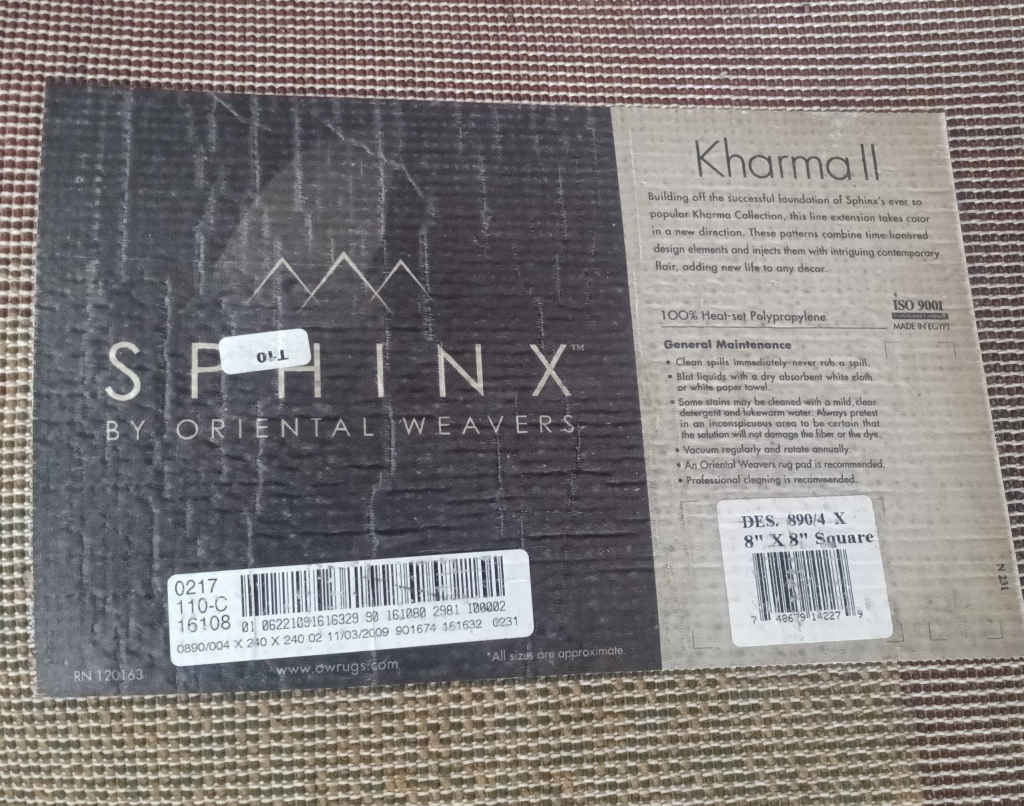 T-10
SPHINX™
BY ORIENTAL WEAVERS
0217
110-C
16108
01 06221091616329 90 161080 2981 100002
0890/004 X 240 X 240 02 11/03/2009 901674 161632 0231
RN 120163
www.owrugs.com
*All sizes are approximate.
Kharma II
Building off the successful foundation of Sphinx's ever so
popular Kharma Collection, this line extension takes color
in a new direction. These patterns combine time-honored
design elements and injects them with intriguing contemporary
flair, adding new life to any decor.
ISO 9001
MADE IN EGYPT
100% Heat-set Polypropylene
General Maintenance
• Clean spills immediately-never rub a spill.
• Blot liquids with a dry absorbent white cloth
or white paper towel.
• Some stains may be cleaned with a mild, clear
detergent and lukewarm water. Always pretest
in an inconspicuous area to be certain that
the solution will not damage the fiber or the dye.
• Vacuum regularly and rotate annually.
• An Oriental Weavers rug pad is recommended.
• Professional cleaning is recommended.
DES. 890/4 X
8" X 8" Square
7 48679 14227 9
N 231